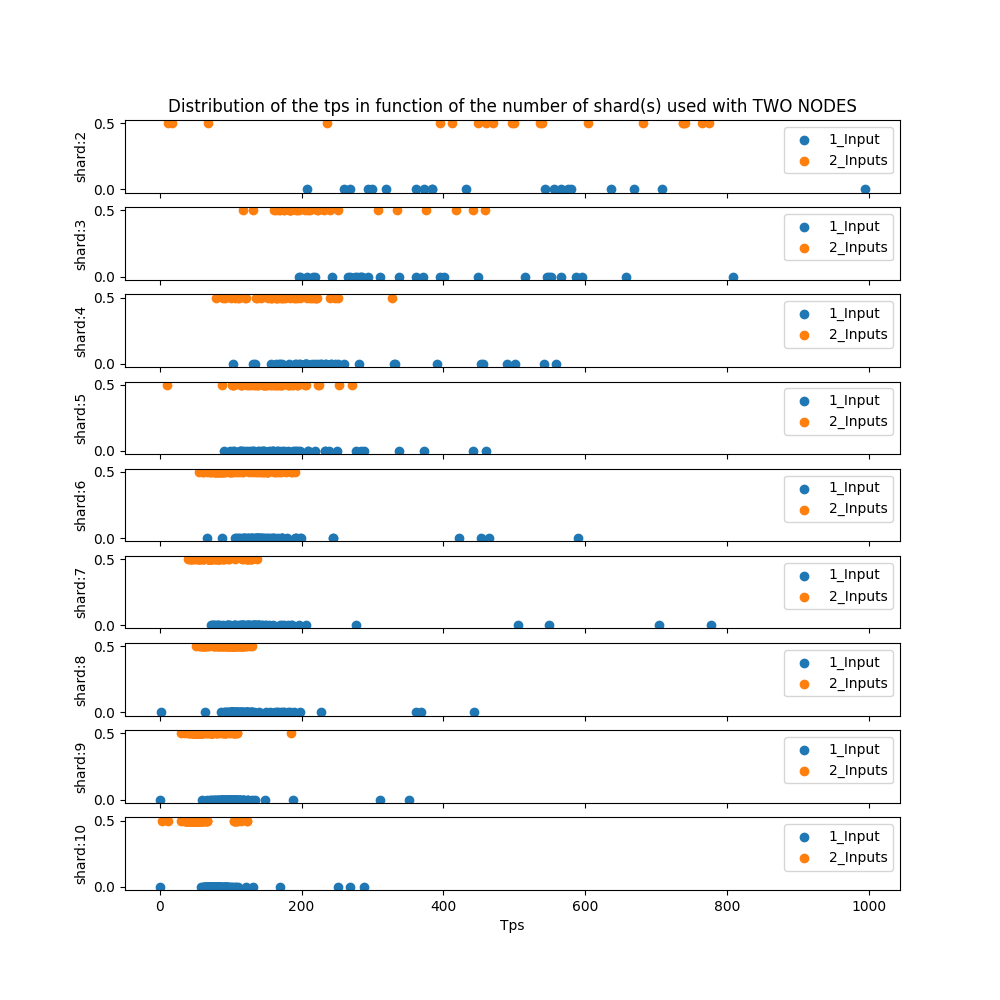 Distribution of the tps in function of the number of shard(s) used with TWO NODES
shard:2
0.5
0.0
1_Input
2_Inputs
shard:3
0.5
0.0
1_Input
2_Inputs
shard:4
0.5
0.0
1_Input
2_Inputs
shard:5
0.5
0.0
1_Input
2_Inputs
shard:6
0.5
0.0
1_Input
2_Inputs
shard:7
0.5
0.0
1_Input
2_Inputs
shard:8
0.5
0.0
1_Input
2_Inputs
shard:9
0.5
0.0
1_Input
2_Inputs
shard:10
0.5
0.0
1_Input
2_Inputs
0 200 400 600 800 1000
Tps